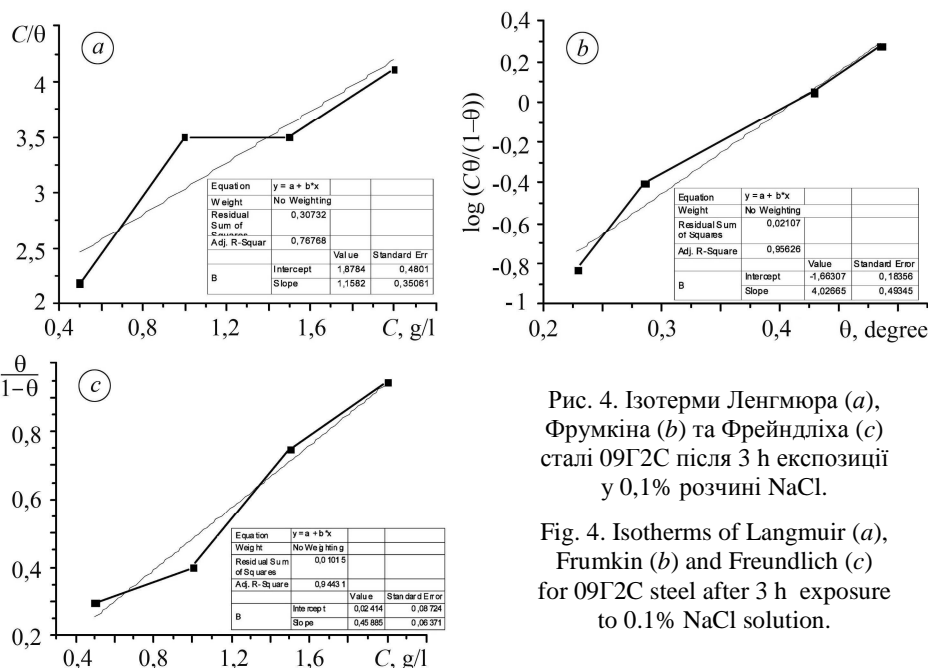 C/θ
a
4
3,5
3
2,5
2
0,4
0,8
1,2
1,6
C, g/l
Equation y = a + b*x
Weight No Weighting
Residual Sum of Squares 0,30732
Adj. R-Squar 0,76768
Value Standard Err
B Intercept 1,8784 0,4801
Slope 1,1582 0,35061
log (Cθ/(1–θ))
b
0,4
0,2
0
-0,2
-0,4
-0,6
-0,8
-1
0,2
0,3
0,4
θ, degree
Equation y = a + b*x
Weight No Weighting
Residual Sum of Squares 0,02107
Adj. R-Square 0,95626
Value Standard Error
B Intercept -1,66307 0,18356
Slope 4,02665 0,49345
θ
1–θ
c
0,8
0,6
0,4
0,2
0,4
0,8
1,2
1,6
C, g/l
Equation y = a + b*x
Weight No Weighting
Residual Sum of Squares 0,01015
Adj. R-Square 0,94431
Value Standard Error
B Intercept 0,02414 0,08724
Slope 0,45885 0,06371
Рис. 4. Ізотерми Ленгмюра (a),
Фрумкіна (b) та Фрейндліха (c)
сталі 09Г2С після 3 h експозиції
у 0,1% розчині NaCl.
Fig. 4. Isotherms of Langmuir (a),
Frumkin (b) and Freundlich (c)
for 09Г2С steel after 3 h exposure
to 0.1% NaCl solution.